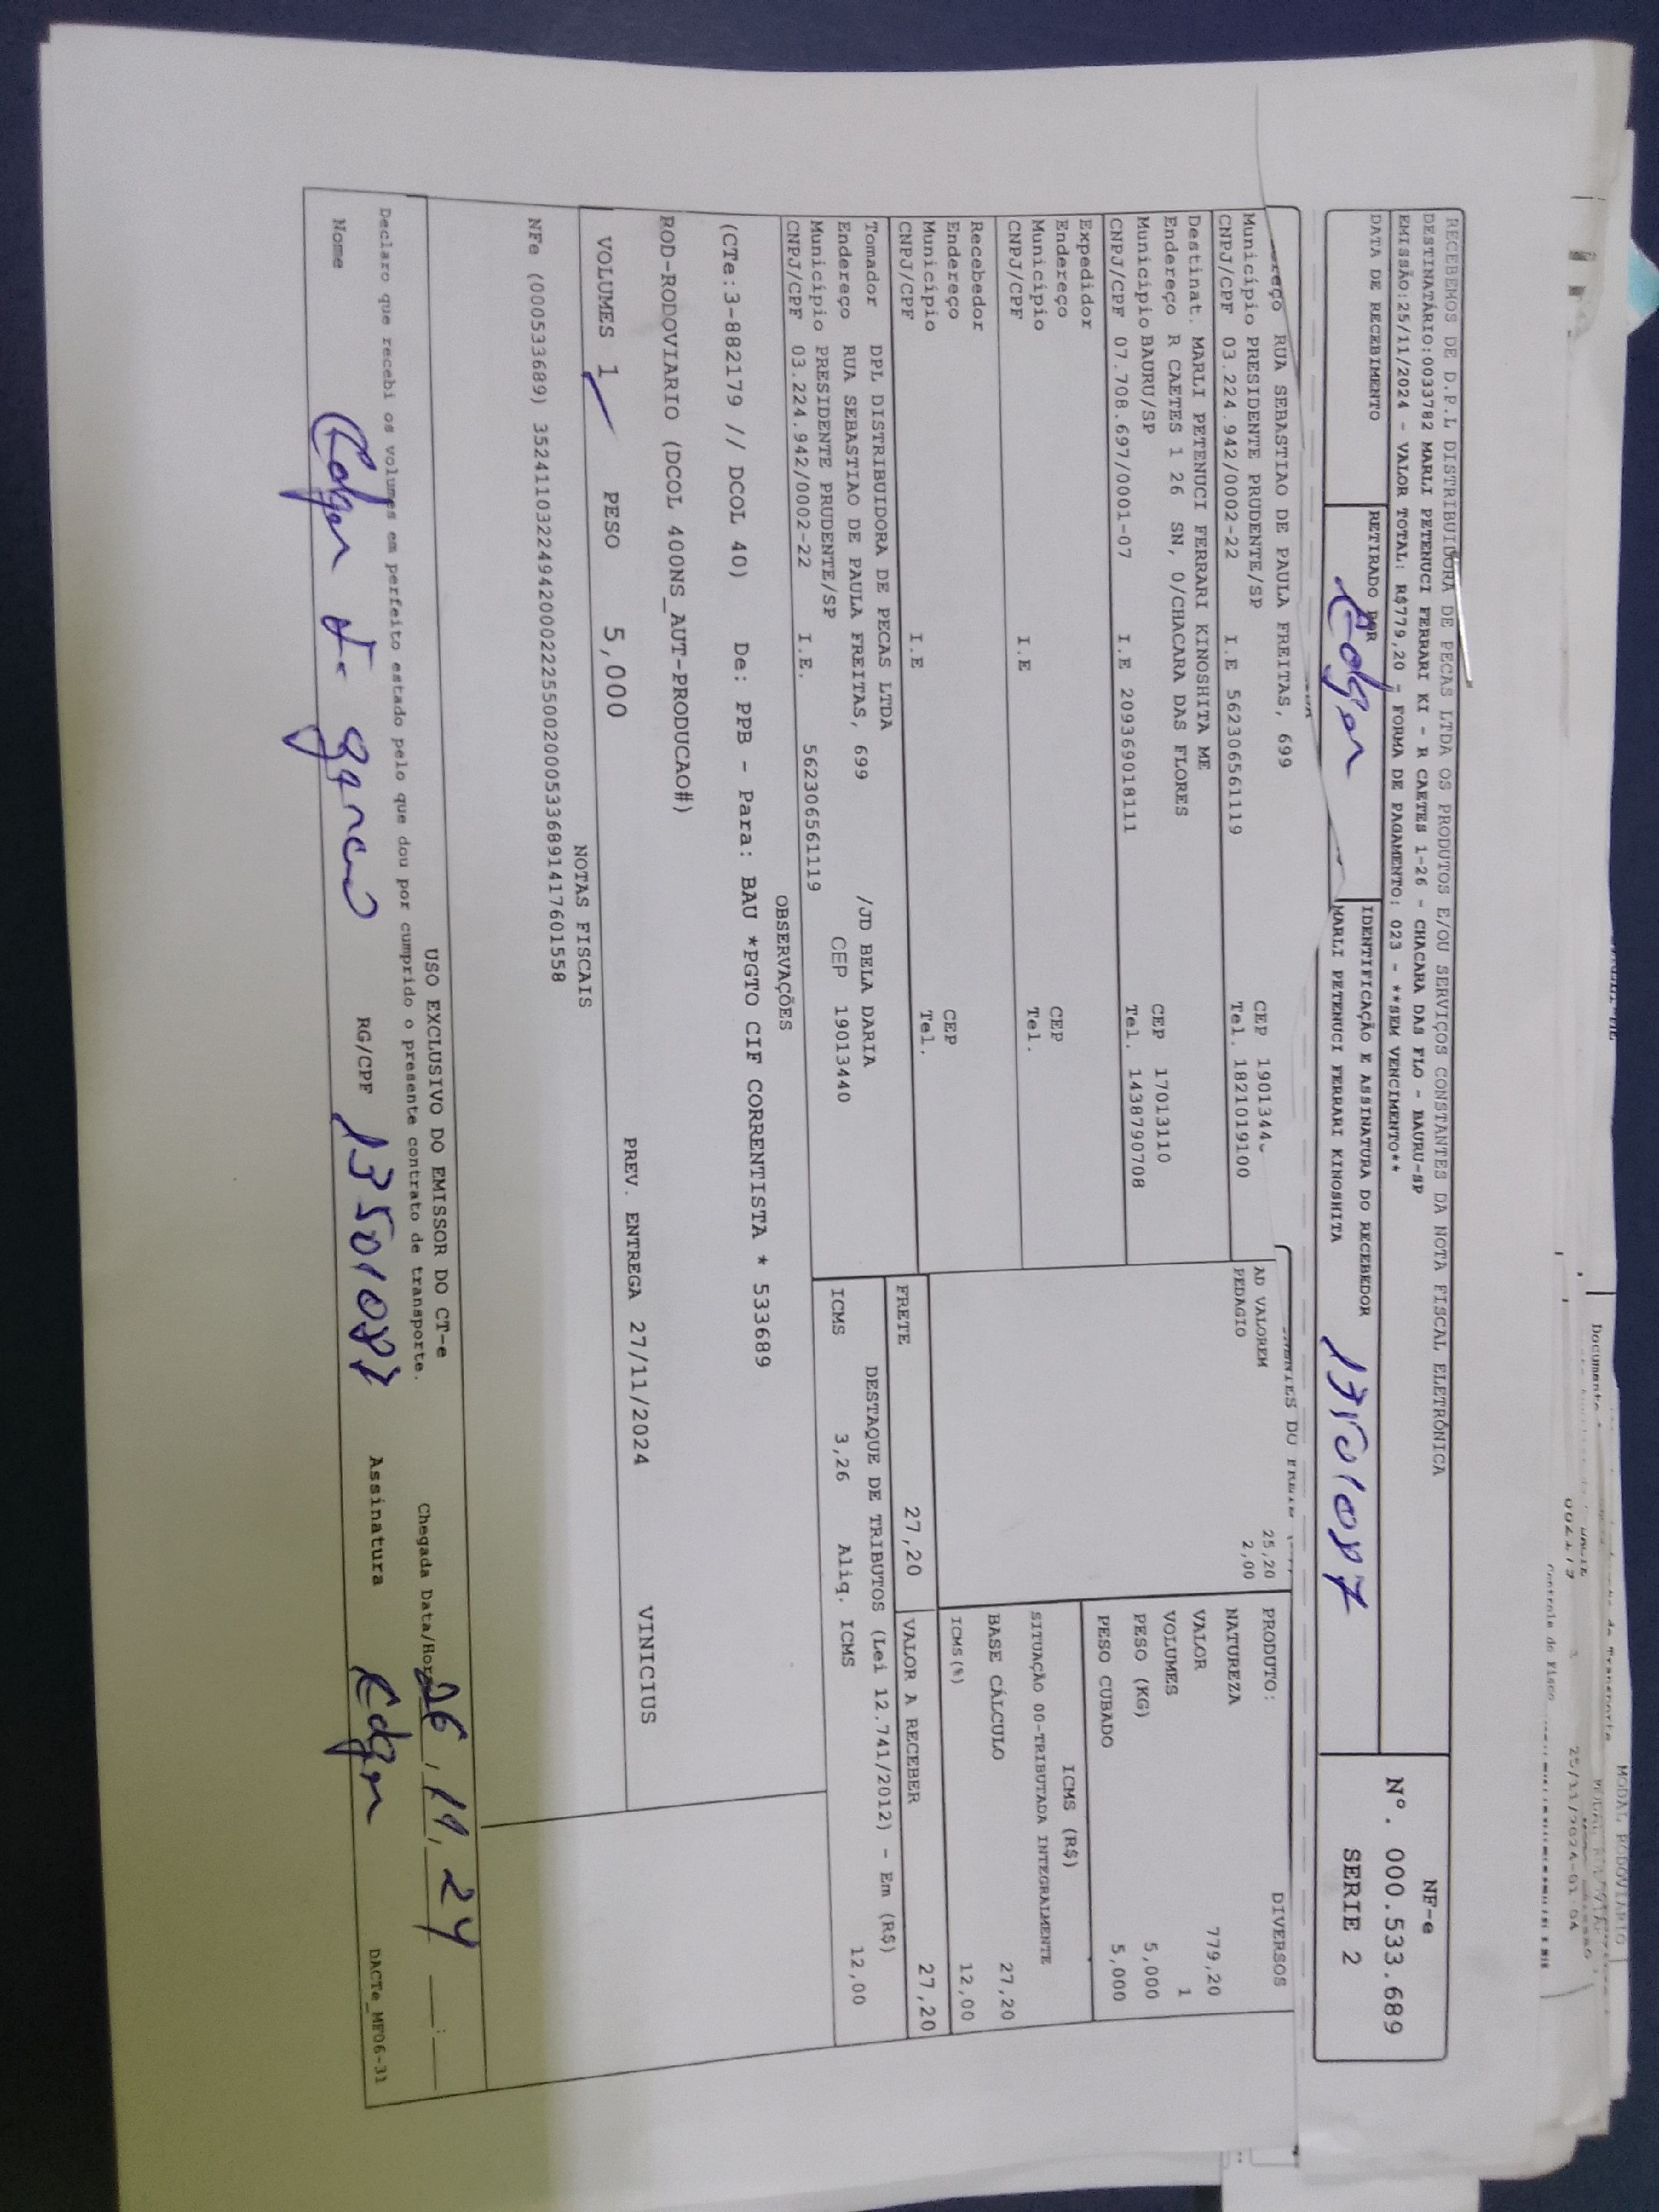 RECEBEMOS DE D.P.L DISTRIBUIDORA DE PECAS LTDA OS PRODUTOS E/OU SERVIÇOS CONSTANTES DA NOTA FISCAL ELETRÔNICA
DESTINATÁRIO:0033782 MARLI PETENUCI FERRARI KI - R CAETES 1-26 - CHACARA DAS FLO - BAURU-SP
EMISSÃO:25/11/2024 - VALOR TOTAL: R$779,20 - FORMA DE PAGAMENTO: 023 - **SEM VENCIMENTO**
NF-e
Nº. 000.533.689
SERIE 2
DATA DE RECEBIMENTO
RETIRADO POR
Edgar
IDENTIFICAÇÃO E ASSINATURA DO RECEBEDOR
MARLI PETENUCI FERRARI KINOSHITA
RUA SEBASTIAO DE PAULA FREITAS, 699
Município PRESIDENTE PRUDENTE/SP CEP
CNPJ/CPF 03.224.942/0002-22 I.E 562306561119 Tel. 1821019100
Destinat. MARLI PETENUCI FERRARI KINOSHITA ME
Endereço R CAETES 1 26 SN, 0/CHACARA DAS FLORES
Município BAURU/SP CEP 17013110
CNPJ/CPF 07.708.697/0001-07 I.E 209369018111 Tel. 1438790708
Expedidor
Endereço
Município CEP
CNPJ/CPF I.E Tel.
Recebedor
Endereço
Município CEP
CNPJ/CPF I.E Tel.
Tomador DPL DISTRIBUIDORA DE PECAS LTDA
Endereço RUA SEBASTIAO DE PAULA FREITAS, 699 /JD BELA DARIA
Município PRESIDENTE PRUDENTE/SP CEP 19013440
CNPJ/CPF 03.224.942/0002-22 I.E. 562306561119
AD VALOREM 25,20
PEDAGIO 2,00
PRODUTO: DIVERSOS
NATUREZA
VALOR 779,20
VOLUMES 1
PESO (KG) 5,000
PESO CUBADO 5,000
ICMS (R$)
SITUAÇÃO 00-TRIBUTADA INTEGRALMENTE
BASE CÁLCULO 27,20
ICMS(%) 12,00
FRETE 27,20 VALOR A RECEBER 27,20
DESTAQUE DE TRIBUTOS (Lei 12.741/2012) - Em (R$)
ICMS 3,26 Aliq. ICMS 12,00
OBSERVAÇÕES
(CTe:3-882179 // DCOL 40) De: PPB - Para: BAU *PGTO CIF CORRENTISTA * 533689
ROD-RODOVIARIO (DCOL 400NS_AUT-PRODUCAO#)
VOLUMES 1 PESO 5,000 PREV. ENTREGA 27/11/2024 VINICIUS
NOTAS FISCAIS
NFe (000533689) 35241103224942000222550020005336891417601558
USO EXCLUSIVO DO EMISSOR DO CT-e
Declaro que recebi os volumes em perfeito estado pelo que dou por cumprido o presente contrato de transporte.
Chegada Data/Hora 26, 11, 24
Nome Edgar
RG/CPF
Assinatura Edgar
DACTe_MF06-31